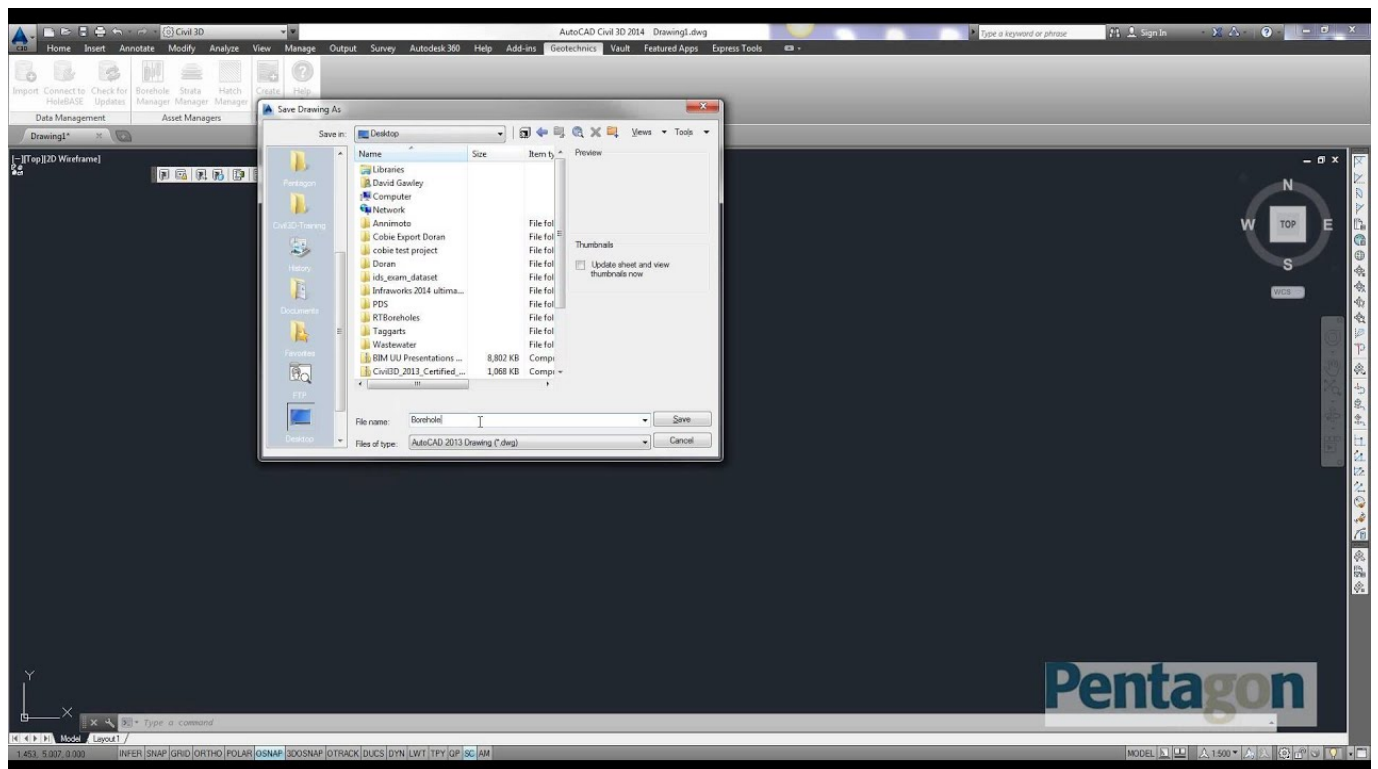 Civil 3D
AutoCAD Civil 3D 2014 Drawing1.dwg
Type a keyword or phrase
Sign In
C3D
Home Insert Annotate Modify Analyze View Manage Output Survey Autodesk 360 Help Add-ins Geotechnics Vault Featured Apps Express Tools
Import Connect to Check for Borehole Strata Hatch Create Help
HoleBASE Updates Manager Manager Manager
Data Management Asset Managers
Drawing1*
[–][Top][2D Wireframe]
Save Drawing As
Save in: Desktop Views Tools
Name Size Item ty Preview
Libraries
David Gawley
Computer
Network
Annimoto File fol
Cobie Export Doran File fol
cobie test project File fol
Doran File fol
ids_exam_dataset File fol
Infraworks 2014 ultima... File fol
PDS File fol
RTBoreholes File fol
Taggarts File fol
Wastewater File fol
BIM UU Presentations ... 8,802 KB Compr
Civil3D_2013_Certified_... 1,068 KB Compr
Pentagon
Civil3D-Training
History
Documents
Favorites
FTP
Desktop
Thumbnails
Update sheet and view
thumbnails now
File name: Borehole Save
Files of type: AutoCAD 2013 Drawing (*.dwg) Cancel
N
W TOP E
S
WCS
Pentagon
Y
X
Type a command
Model Layout1
1.453, 5.007, 0.000 INFER SNAP GRID ORTHO POLAR OSNAP 3DOSNAP OTRACK DUCS DYN LWT TPY QP SC AM MODEL 1:500